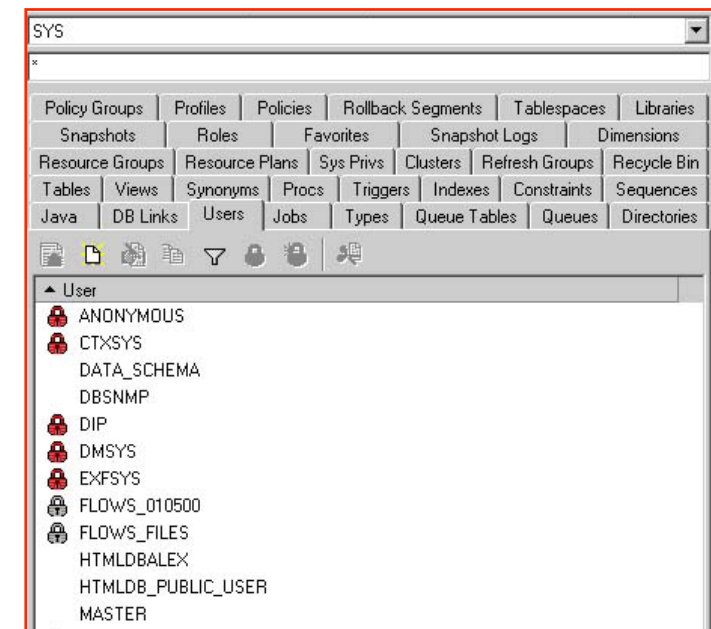 SYS
*
Policy Groups Profiles Policies Rollback Segments Tablespaces Libraries
Snapshots Roles Favorites Snapshot Logs Dimensions
Resource Groups Resource Plans Sys Privs Clusters Refresh Groups Recycle Bin
Tables Views Synonyms Procs Triggers Indexes Constraints Sequences
Java DB Links Users Jobs Types Queue Tables Queues Directories
User
ANONYMOUS
CTXSYS
DATA_SCHEMA
DBSNMP
DIP
DMSYS
EXFSYS
FLOWS_010500
FLOWS_FILES
HTMLDBALEX
HTMLDB_PUBLIC_USER
MASTER